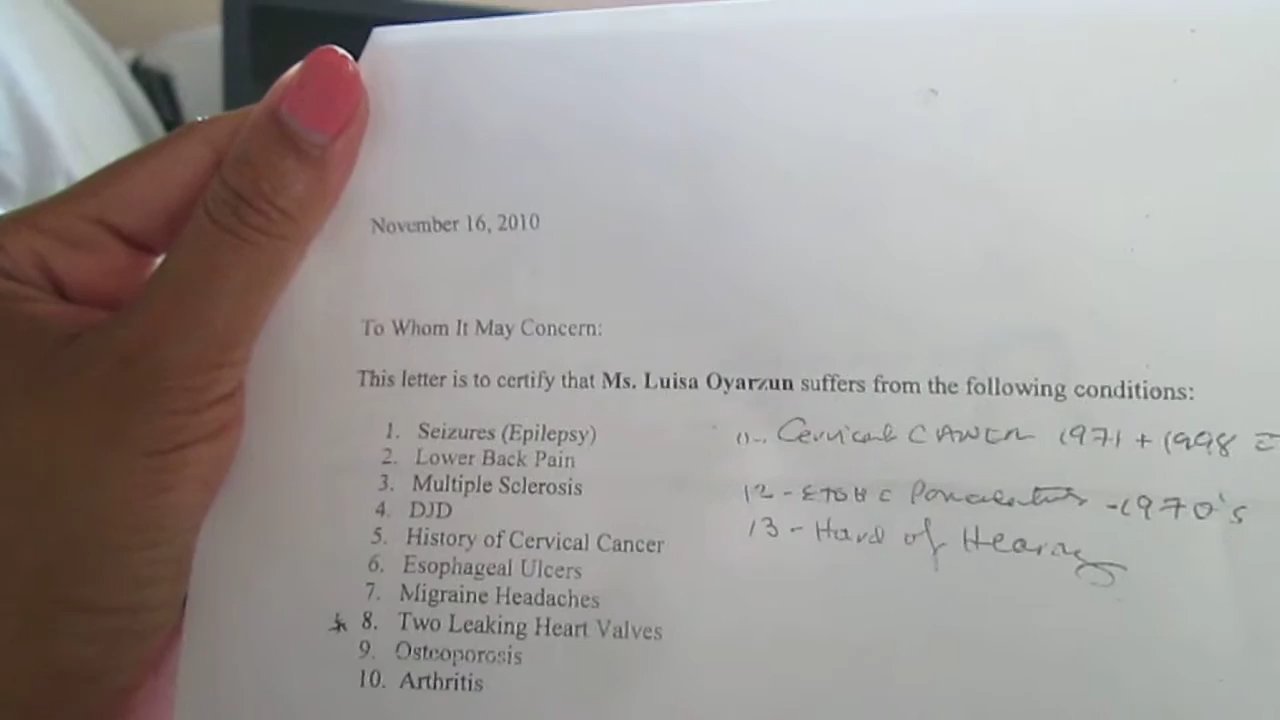 November 16, 2010
To Whom It May Concern:
This letter is to certify that Ms. Luisa Oyarzun suffers from the following conditions:
1. Seizures (Epilepsy)
2. Lower Back Pain
3. Multiple Sclerosis
4. DJD
5. History of Cervical Cancer
6. Esophageal Ulcers
7. Migraine Headaches
8. Two Leaking Heart Valves
9. Osteoporosis
10. Arthritis
11- Cervical CANCER 1971 + 1998
12 - ETOH -1970's
13 - Hard of Hearing